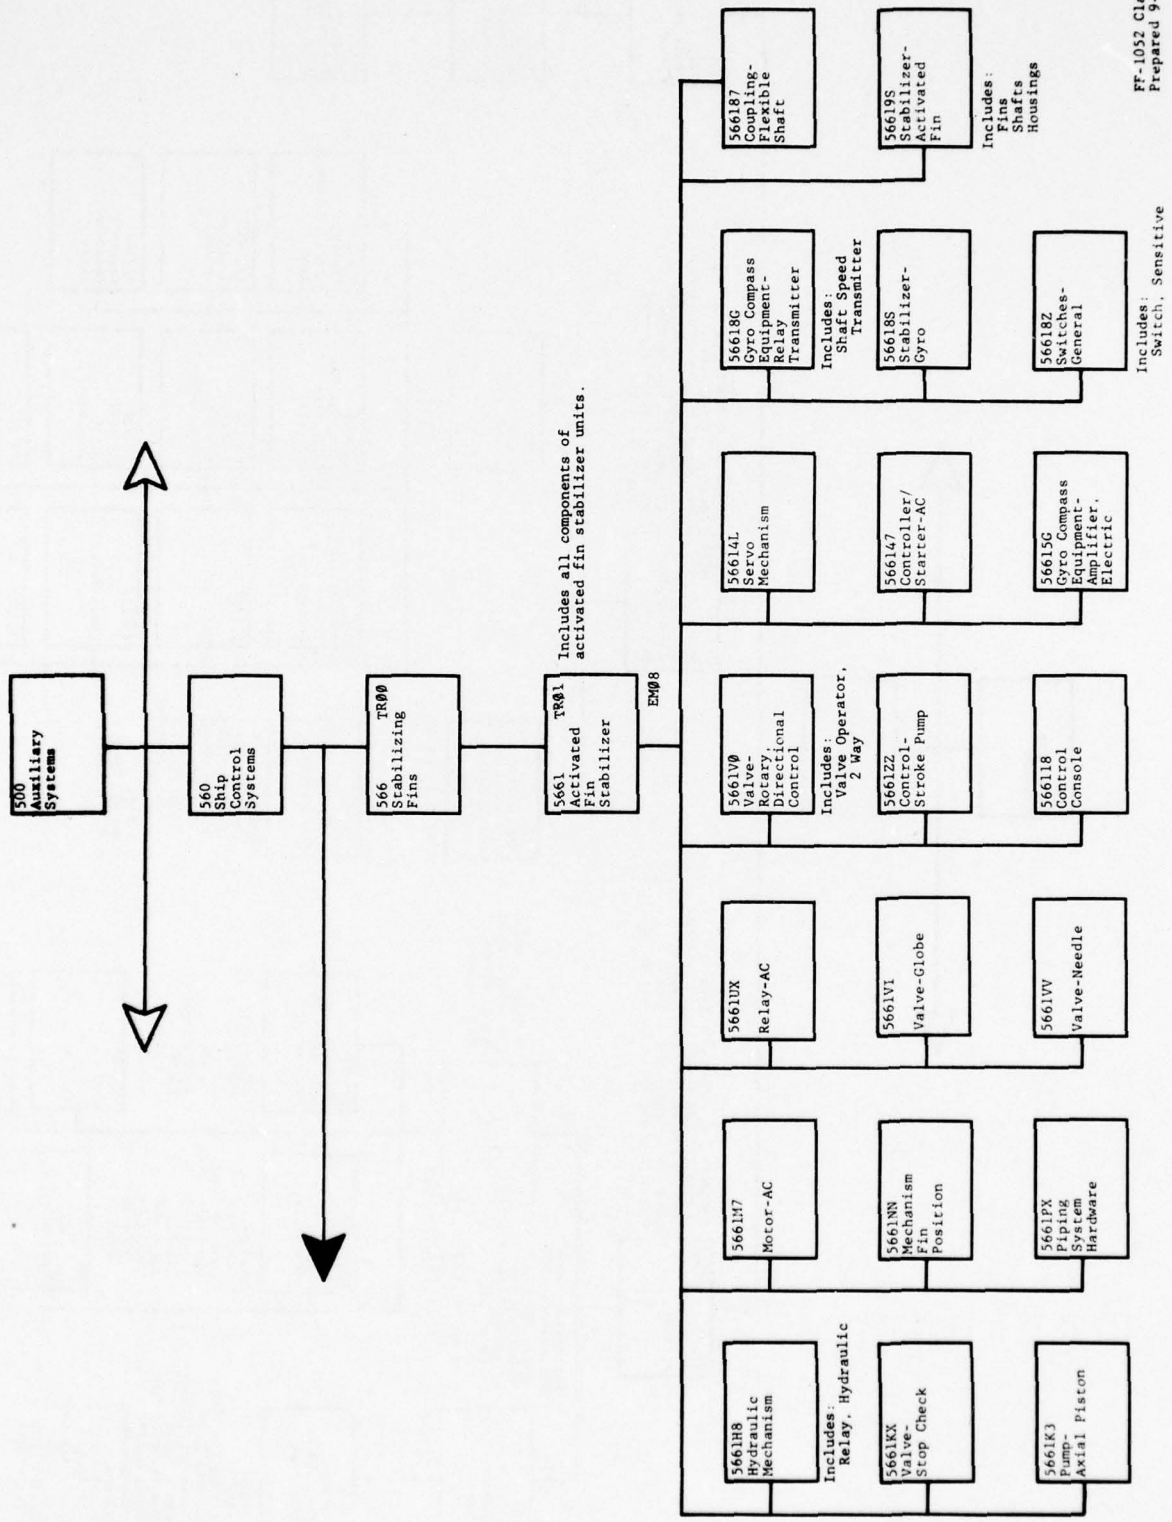 500
Auxiliary
Systems
560
Ship
Control
Systems
566 TRØØ
Stabilizing
Fins
5661 TRØ1
Activated
Fin
Stabilizer
Includes all components of
activated fin stabilizer units.
EMØ8
5661H8
Hydraulic
Mechanism
Includes:
Relay, Hydraulic
5661KX
Valve-
Stop Check
5661K3
Pump-
Axial Piston
5661M7
Motor-AC
5661NN
Mechanism
Fin
Position
5661PX
Piping
System
Hardware
5661UX
Relay-AC
5661VI
Valve-Globe
5661VV
Valve-Needle
5661VØ
Valve-
Rotary,
Directional
Control
Includes:
Valve Operator,
2 Way
5661ZZ
Control-
Stroke Pump
566118
Control
Console
56614L
Servo
Mechanism
566147
Controller/
Starter-AC
56615G
Gyro Compass
Equipment-
Amplifier,
Electric
56618G
Gyro Compass
Equipment-
Relay
Transmitter
Includes:
Shaft Speed
Transmitter
56618S
Stabilizer-
Gyro
56618Z
Switches-
General
Includes:
Switch, Sensitive
566187
Coupling-
Flexible
Shaft
56619S
Stabilizer-
Activated
Fin
Includes:
Fins
Shafts
Housings
FF-1052 Cla
Prepared 9-